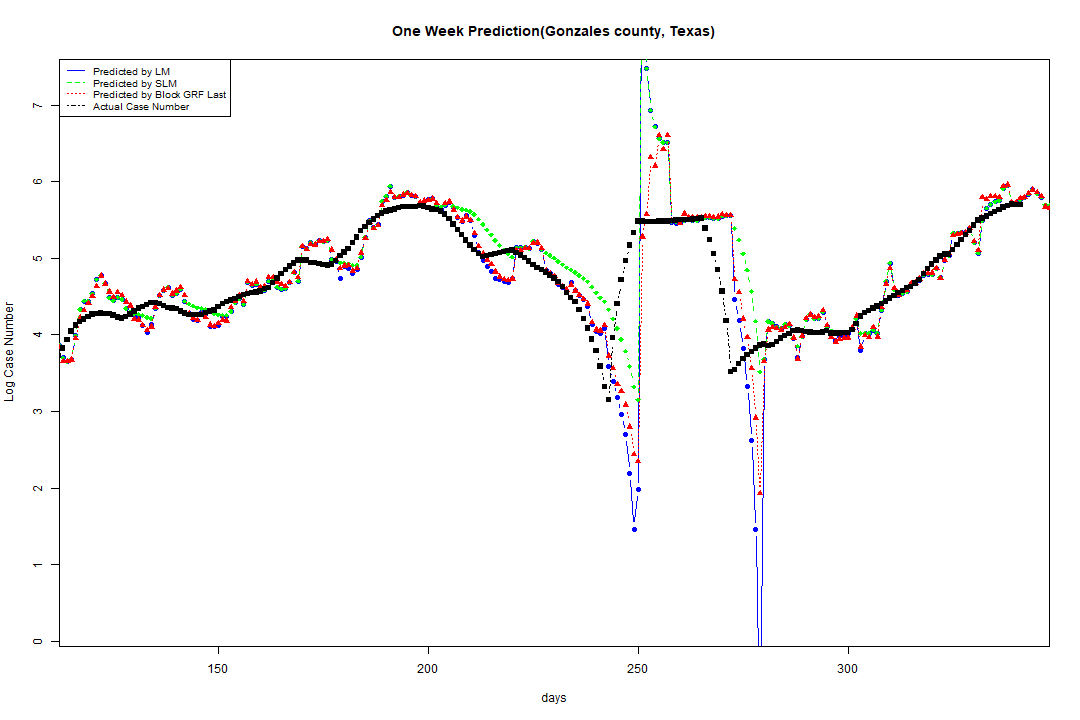 One Week Prediction(Gonzales county, Texas)
Predicted by LM
Predicted by SLM
Predicted by Block GRF Last
Actual Case Number
7
6
5
4
3
2
1
0
Log Case Number
150 200 250 300
days